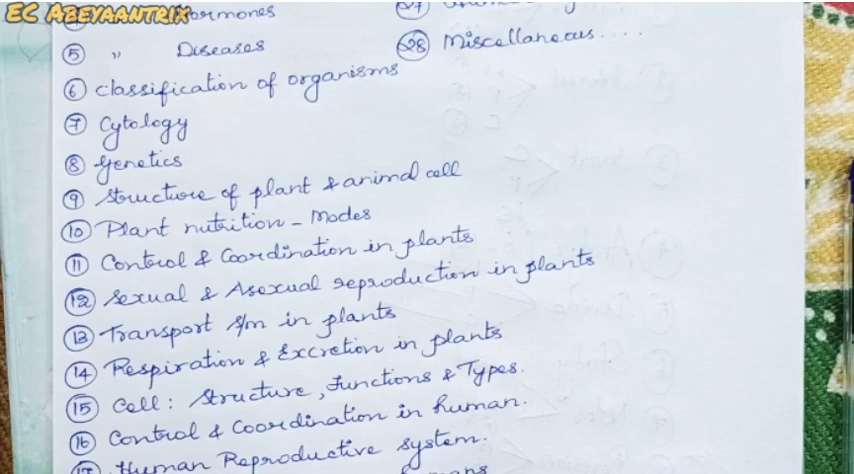 EC ABEYAANTRIX
ormones
27
5 " Diseases
28 Miscellaneous....
6 classification of organisms
7 Cytology
8 Genetics
9 Structure of plant & animal cell
10 Plant nutrition - Modes
11 Control & Coordination in plants
12 Sexual & Asexual reproduction in plants
13 Transport s/m in plants
14 Respiration & Excretion in plants
15 Cell: Structure, Functions & Types.
16 Control & Coordination in human.
17 Human Reproductive system.